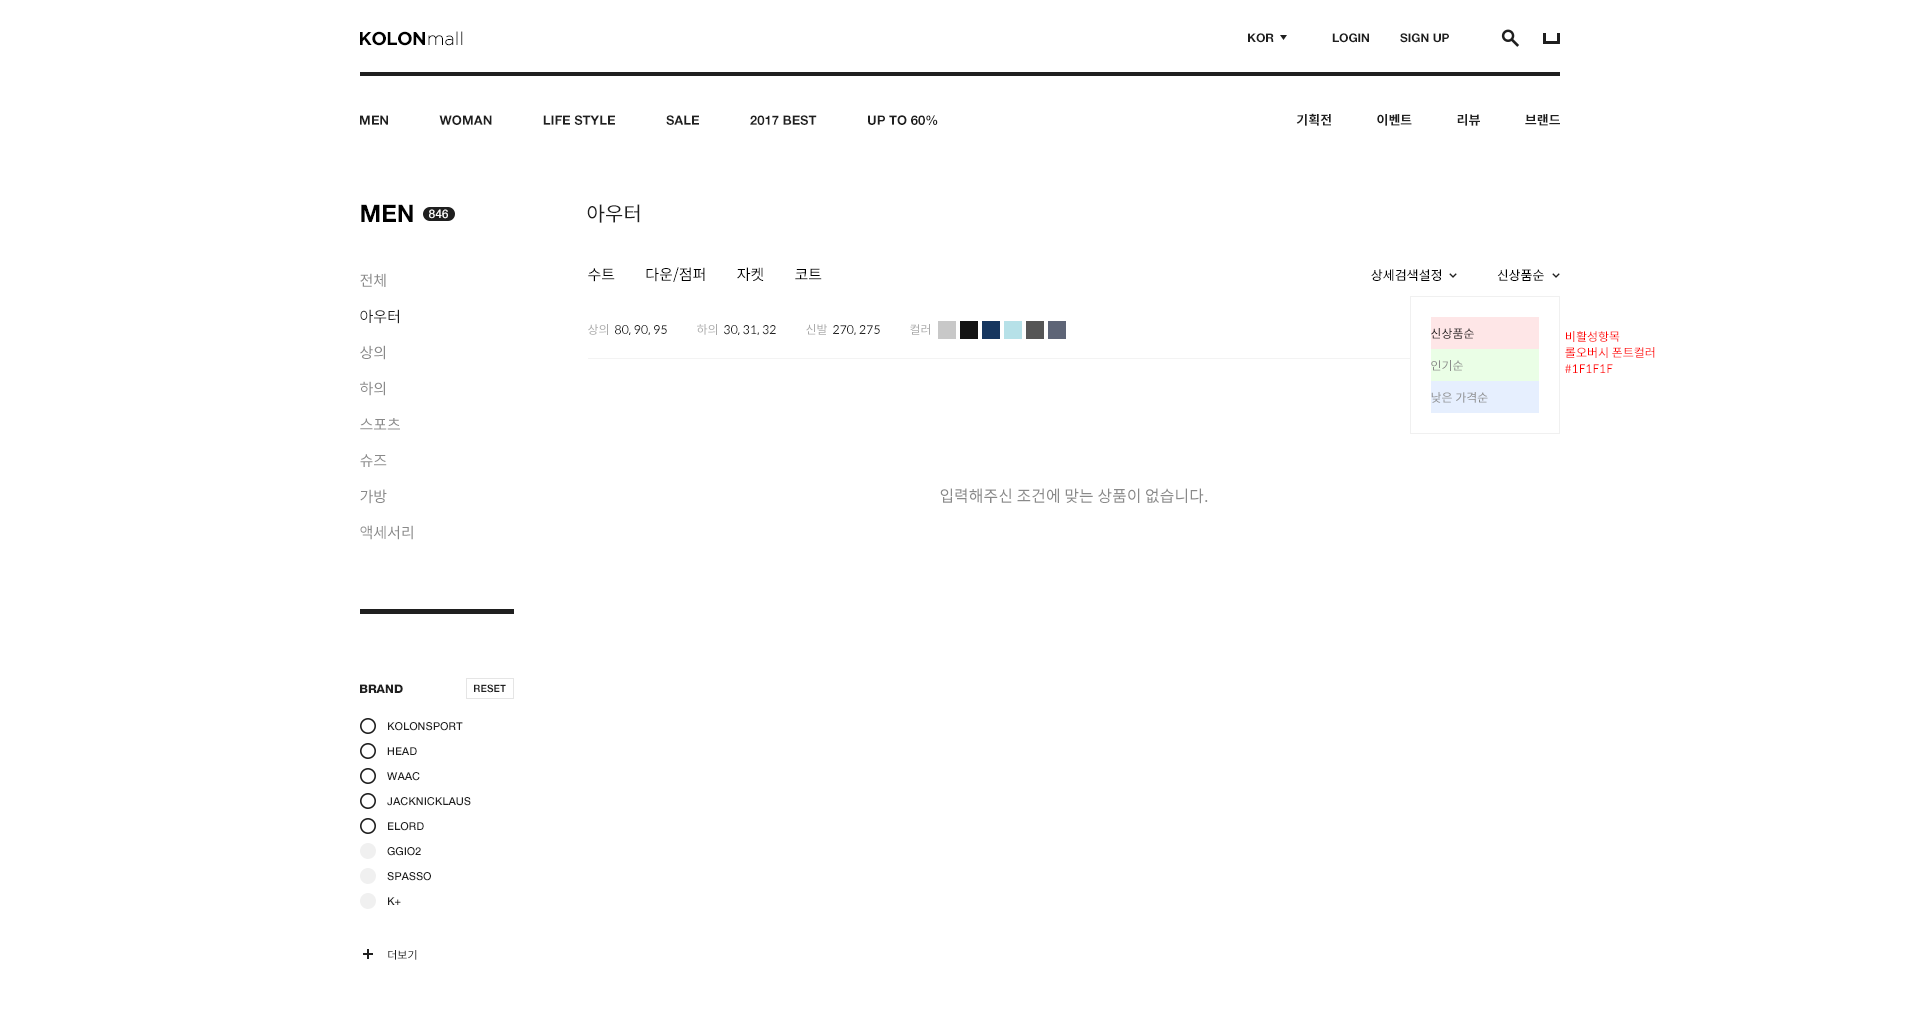 KOLONmall
KOR
LOGIN
SIGN UP
MEN
WOMAN
LIFE STYLE
SALE
2017 BEST
UP TO 60%
기획전
이벤트
리뷰
브랜드
MEN 846
전체
아우터
상의
하의
스포츠
슈즈
가방
액세서리
BRAND
RESET
KOLONSPORT
HEAD
WAAC
JACKNICKLAUS
ELORD
GGIO2
SPASSO
K+
더보기
아우터
수트
다운/점퍼
자켓
코트
상세검색설정
신상품순
상의 80, 90, 95
하의 30, 31, 32
신발 270, 275
컬러
신상품순
인기순
낮은 가격순
비활성항목
롤오버시 폰트컬러
#1F1F1F
입력해주신 조건에 맞는 상품이 없습니다.